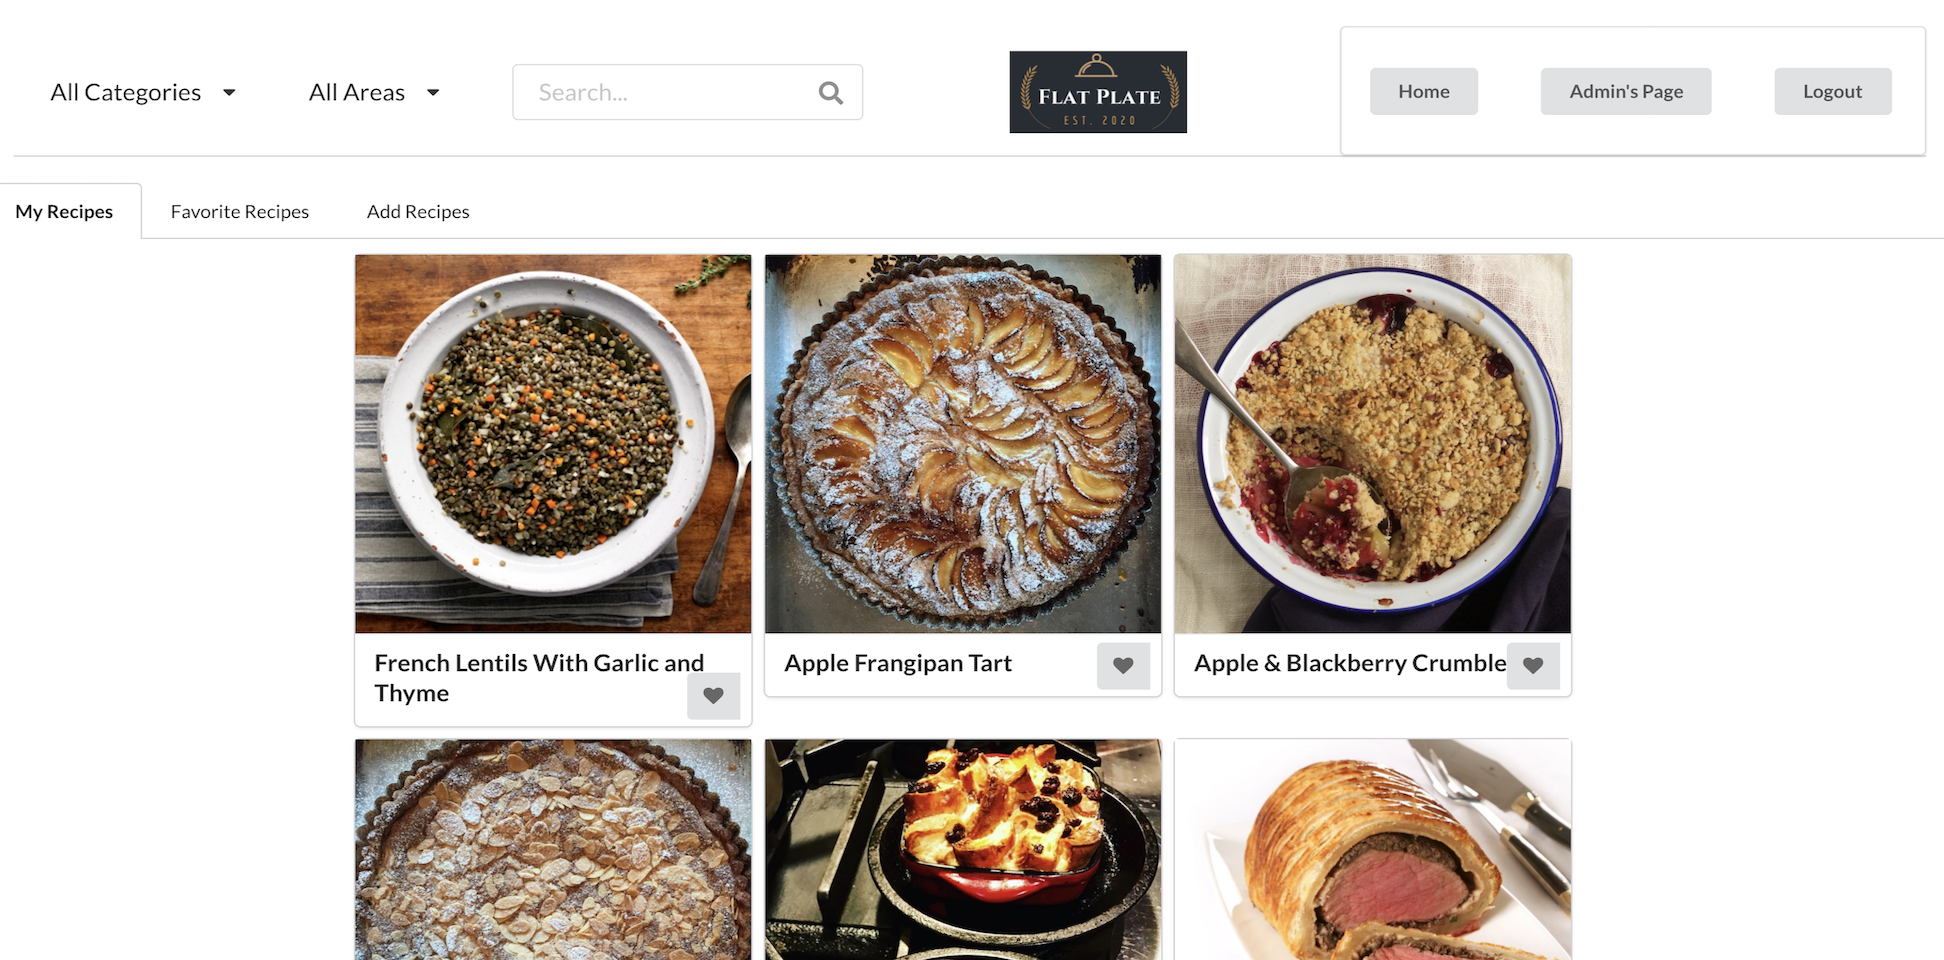 All Categories
All Areas
Search...
FLAT PLATE
EST. 2020
Home
Admin's Page
Logout
My Recipes
Favorite Recipes
Add Recipes
French Lentils With Garlic and
Thyme
Apple Frangipan Tart
Apple & Blackberry Crumble